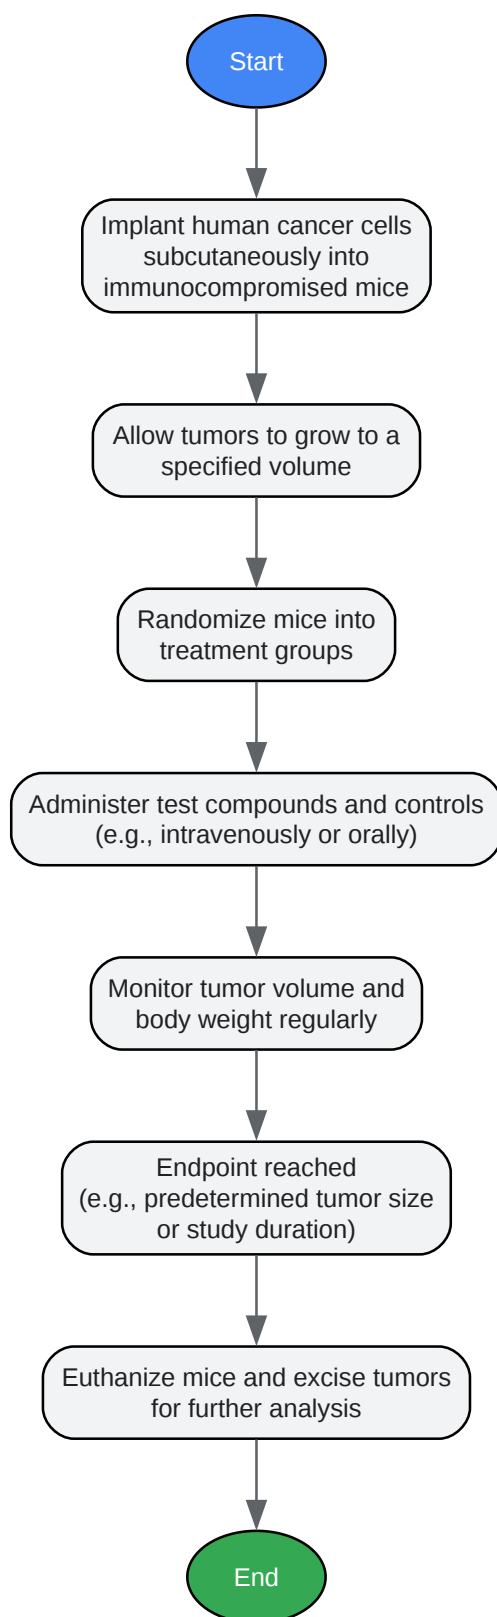 Start
Implant human cancer cells
subcutaneously into
immunocompromised mice
Allow tumors to grow to a
specified volume
Randomize mice into
treatment groups
Administer test compounds and controls
(e.g., intravenously or orally)
Monitor tumor volume and
body weight regularly
Endpoint reached
(e.g., predetermined tumor size
or study duration)
Euthanize mice and excise tumors
for further analysis
End